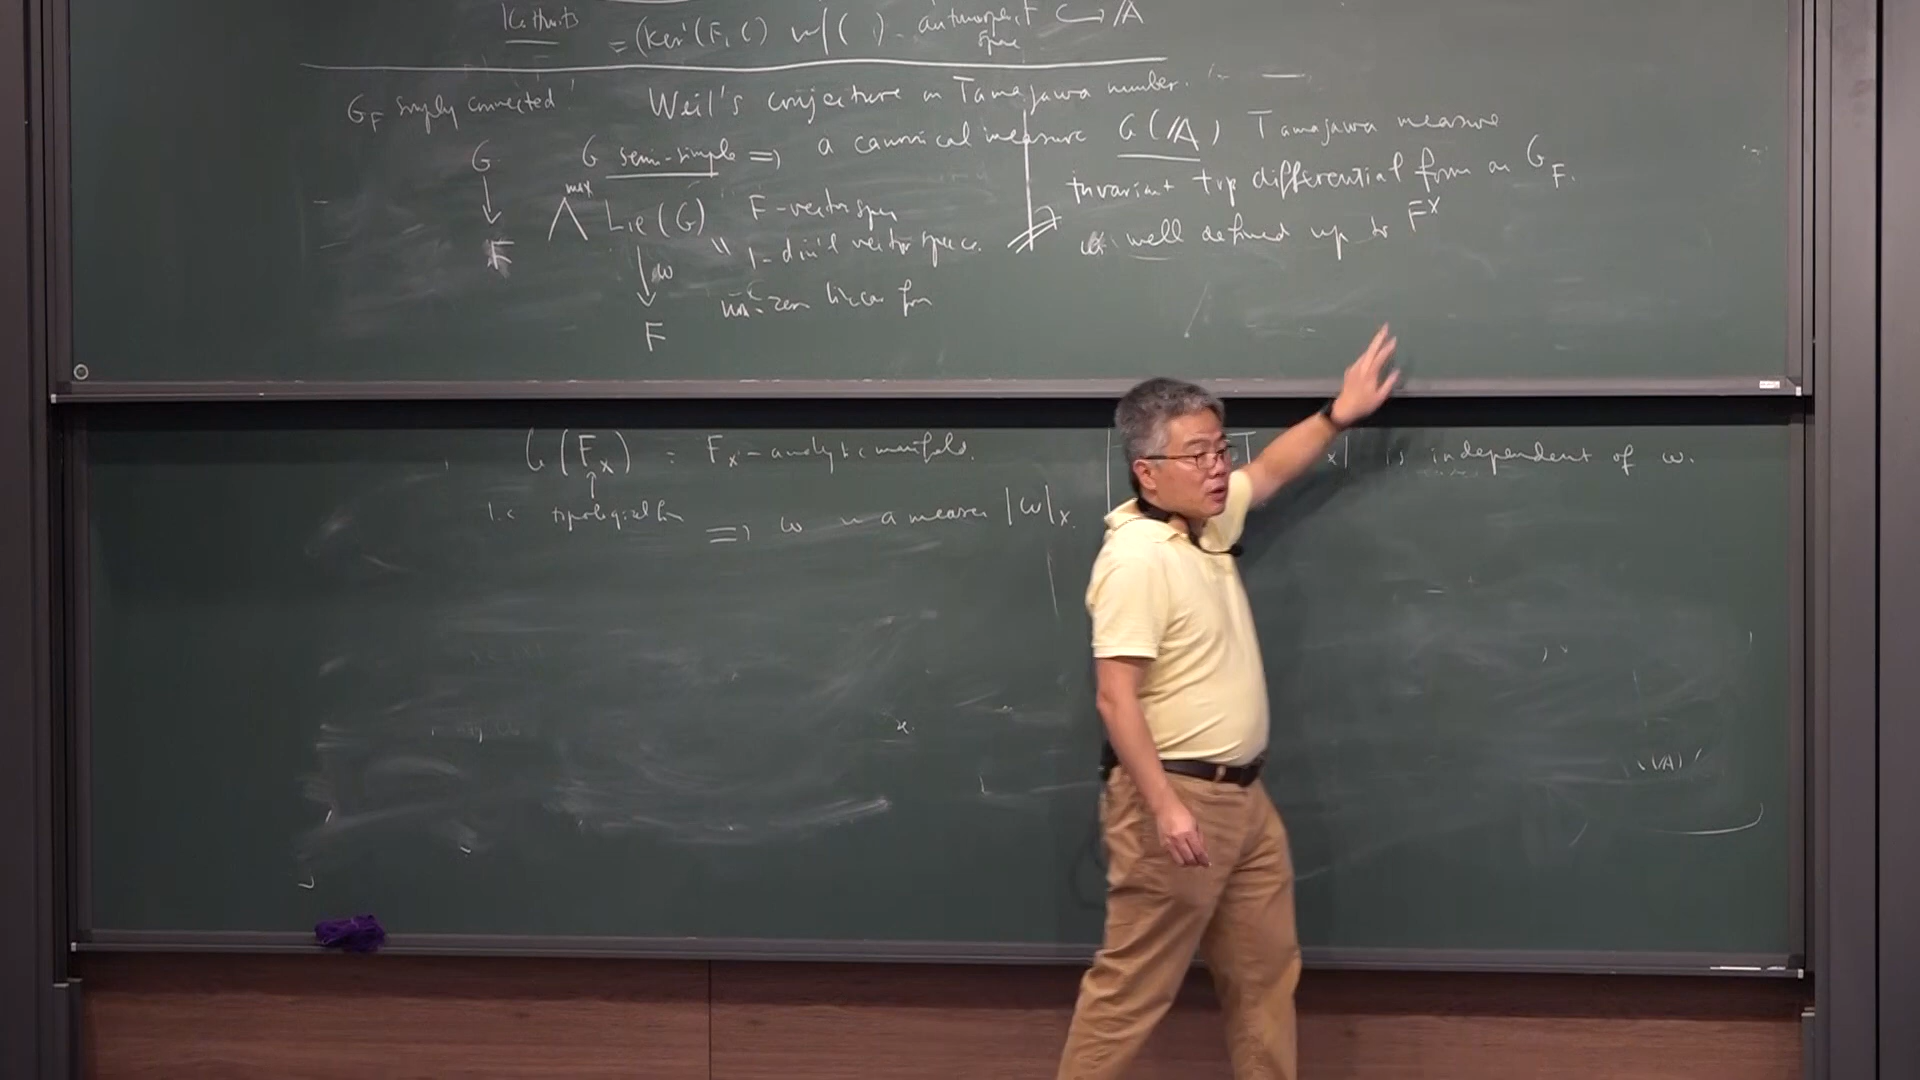 = (ker¹(F, C) w/ ( ) - automorphic space ↪ 𝔸
G_F simply connected
Weil's conjecture on Tamagawa number.
G semi-simple ⇒ a canonical measure G(𝔸) Tamagawa measure
G
↓
F
max
⋀ Lie(G)
F-vector space
" 1-dim'l vector space.
↓ ω
F
non-zero linear form
invariant top differential form on G_F.
well defined up to F^×
G(F_x) = F_x-analytic manifold.
↑
l.c topological
⇒ ω ~ a measure |ω|_x.
x| is independent of ω.